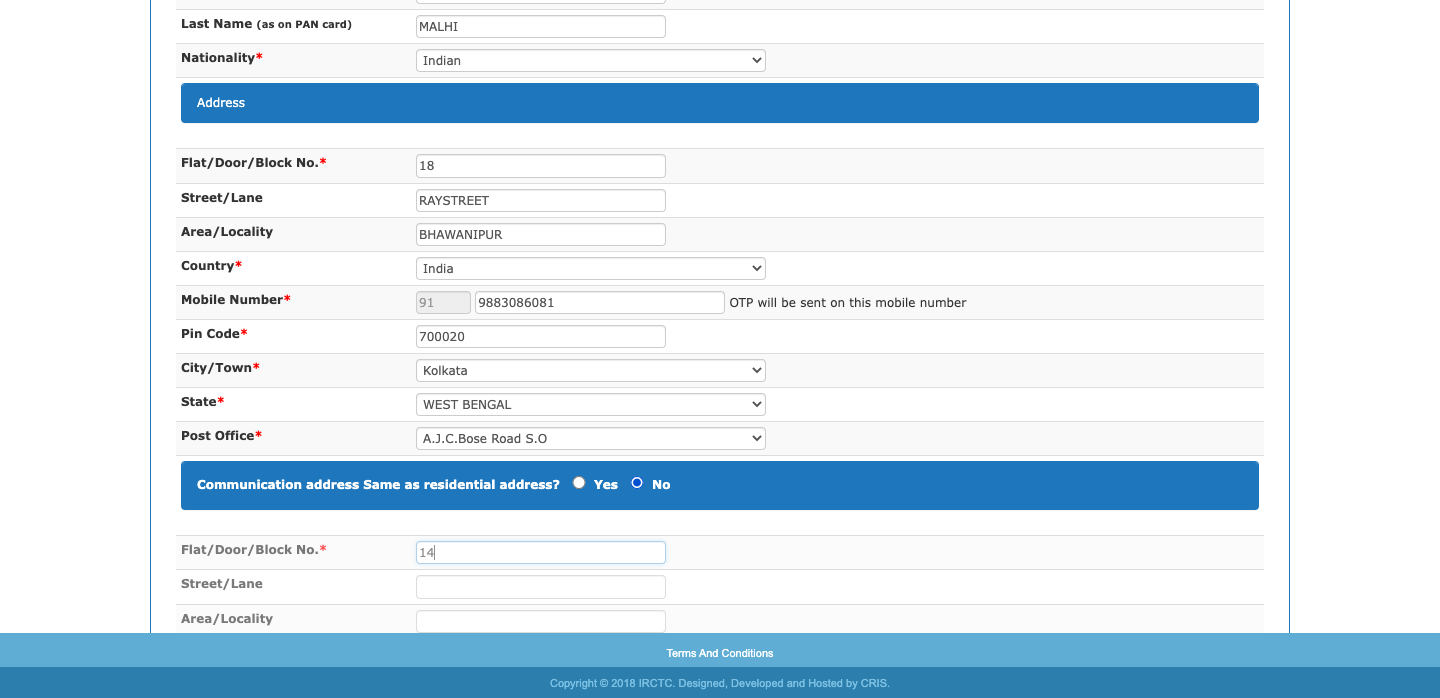 Last Name (as on PAN card) MALHI
Nationality* Indian
Address
Flat/Door/Block No.* 18
Street/Lane RAYSTREET
Area/Locality BHAWANIPUR
Country* India
Mobile Number* 91 9883086081 OTP will be sent on this mobile number
Pin Code* 700020
City/Town* Kolkata
State* WEST BENGAL
Post Office* A.J.C.Bose Road S.O
Communication address Same as residential address? Yes No
Flat/Door/Block No.* 14
Street/Lane
Area/Locality
Terms And Conditions
Copyright © 2018 IRCTC. Designed, Developed and Hosted by CRIS.